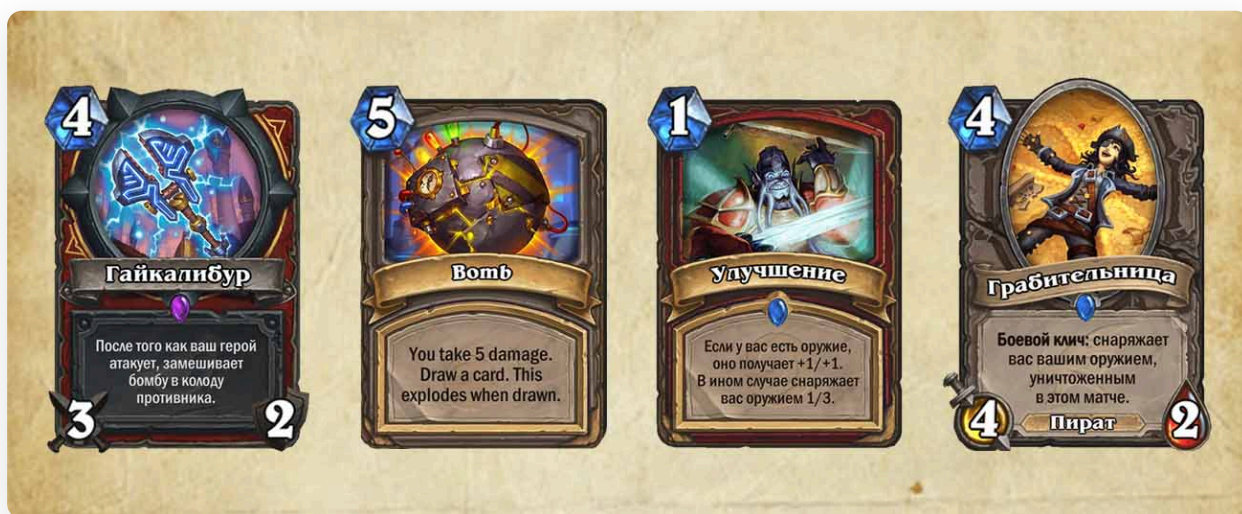 4
Гайкалибур
После того как ваш герой
атакует, замешивает
бомбу в колоду
противника.
3
2
5
Bomb
You take 5 damage.
Draw a card. This
explodes when drawn.
1
Улучшение
Если у вас есть оружие,
оно получает +1/+1.
В ином случае снаряжает
вас оружием 1/3.
4
Грабительница
Боевой клич: снаряжает
вас вашим оружием,
уничтоженным
в этом матче.
4
Пират
2